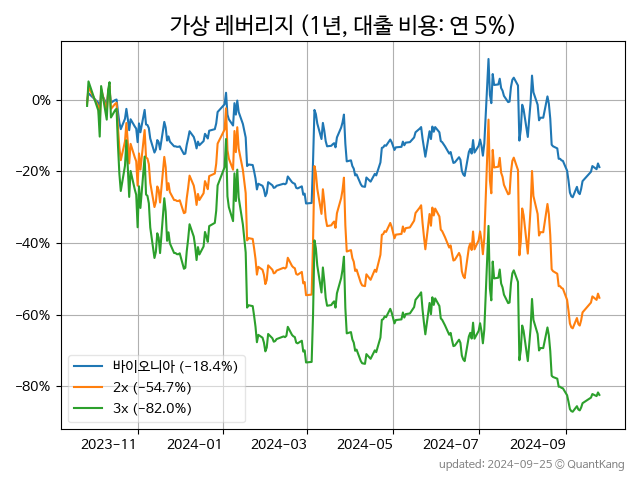 가상 레버리지 (1년, 대출 비용: 연 5%)
0%
−20%
−40%
−60%
−80%
바이오니아 (−18.4%)
2x (−54.7%)
3x (−82.0%)
2023−11 2024−01 2024−03 2024−05 2024−07 2024−09
updated: 2024−09−25 © QuantKang